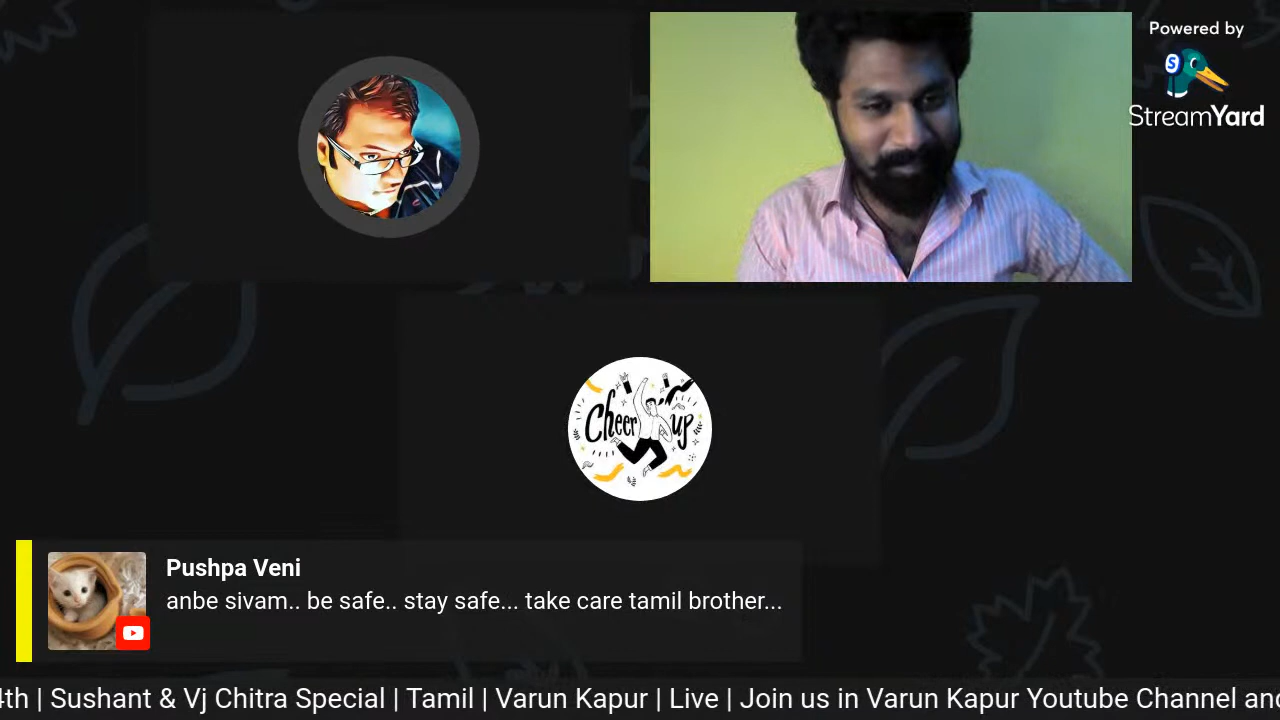 Powered by
S
StreamYard
Cheer up
Pushpa Veni
anbe sivam.. be safe.. stay safe... take care tamil brother...
4th | Sushant & Vj Chitra Special | Tamil | Varun Kapur | Live | Join us in Varun Kapur Youtube Channel and